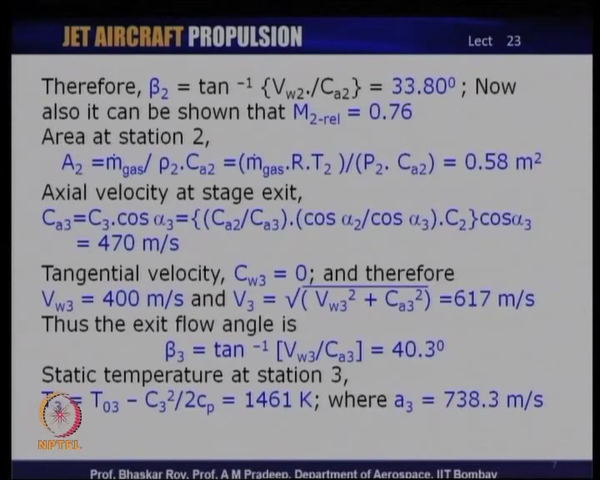 JET AIRCRAFT PROPULSION
Lect 23
Therefore, β₂ = tan ⁻¹ {Vw2./Ca2} = 33.80⁰ ; Now
also it can be shown that M2-rel = 0.76
Area at station 2,
A₂ =ṁgas/ ρ₂.Ca2 =(ṁgas.R.T₂ )/(P₂. Ca2) = 0.58 m²
Axial velocity at stage exit,
Ca3=C₃.cos α₃={(Ca2/Ca3).(cos α₂/cos α₃).C₂}cosα₃
= 470 m/s
Tangential velocity, Cw3 = 0; and therefore
Vw3 = 400 m/s and V₃ = √( Vw3² + Ca3²) =617 m/s
Thus the exit flow angle is
β₃ = tan ⁻¹ [Vw3/Ca3] = 40.3⁰
Static temperature at station 3,
T₃ = T₀₃ – C₃²/2cp = 1461 K; where a₃ = 738.3 m/s
NPTEL
7
Prof. Bhaskar Roy, Prof. A M Pradeep, Department of Aerospace, IIT Bombay